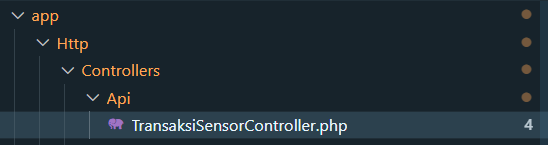 app
Http
Controllers
Api
TransaksiSensorController.php 4